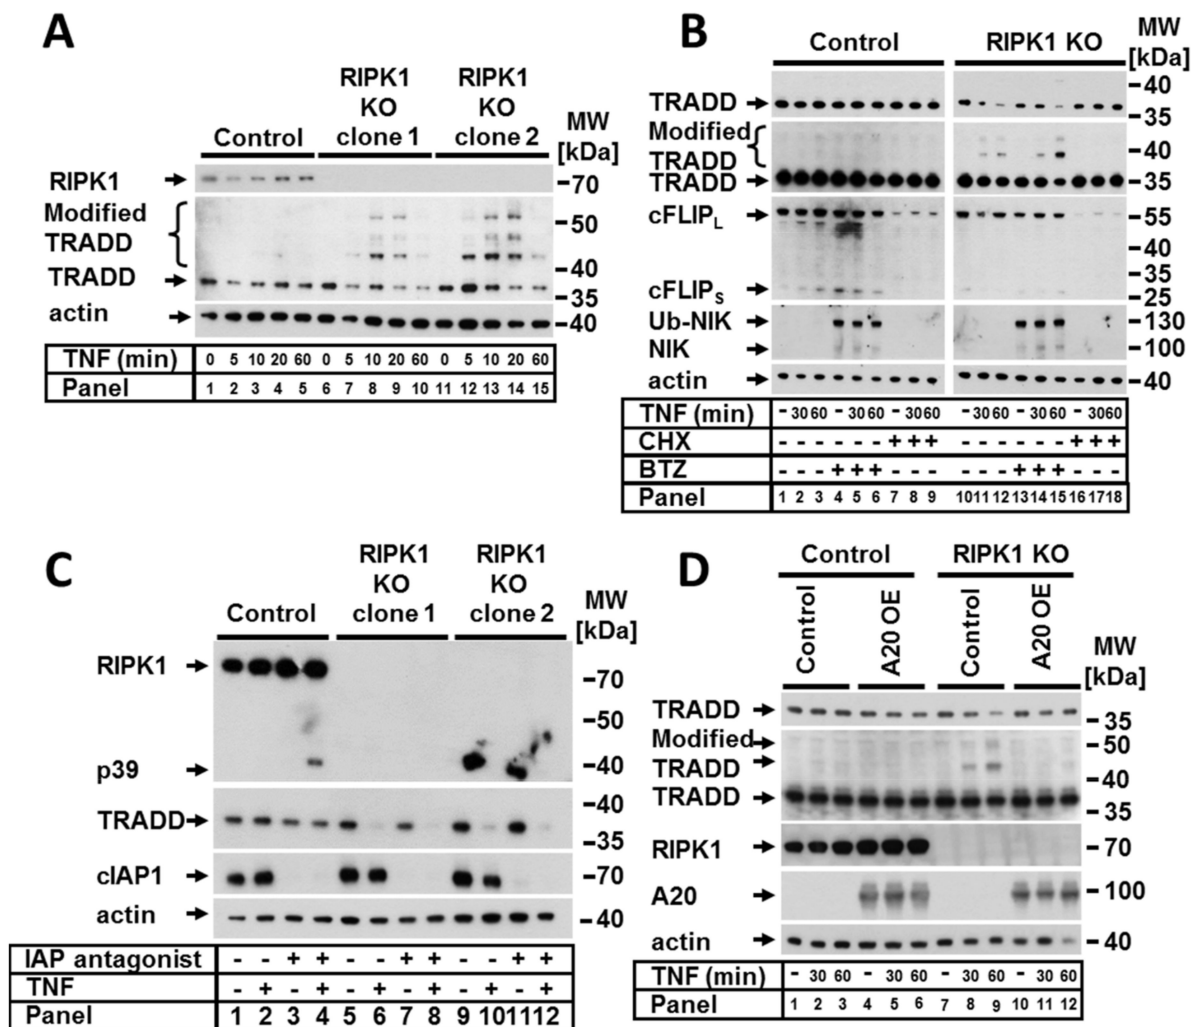 A
RIPK1 KO clone 1
RIPK1 KO clone 2
Control
MW [kDa]
RIPK1
70
Modified TRADD
50
TRADD
40
35
actin
40
TNF (min) 0 5 10 20 60 0 5 10 20 60 0 5 10 20 60
Panel 1 2 3 4 5 6 7 8 9 10 11 12 13 14 15
B
Control
RIPK1 KO
MW [kDa]
TRADD
40
35
Modified TRADD
40
TRADD
35
cFLIPL
55
40
35
cFLIPS
25
Ub-NIK
130
NIK
100
actin
40
TNF (min) - 30 60 - 30 60 - 30 60 - 30 60 - 30 60 - 30 60
CHX - - - - - - + + + - - - - - - + + +
BTZ - - - + + + - - - - - - + + + - - -
Panel 1 2 3 4 5 6 7 8 9 10 11 12 13 14 15 16 17 18
C
Control
RIPK1 KO clone 1
RIPK1 KO clone 2
MW [kDa]
RIPK1
70
50
p39
40
TRADD
40
35
cIAP1
70
actin
40
IAP antagonist - - + + - - + + - - + +
TNF - + - + - + - + - + - +
Panel 1 2 3 4 5 6 7 8 9 10 11 12
D
Control
RIPK1 KO
Control
A20 OE
Control
A20 OE
MW [kDa]
TRADD
35
Modified TRADD
50
40
TRADD
35
RIPK1
70
A20
100
actin
40
TNF (min) - 30 60 - 30 60 - 30 60 - 30 60
Panel 1 2 3 4 5 6 7 8 9 10 11 12